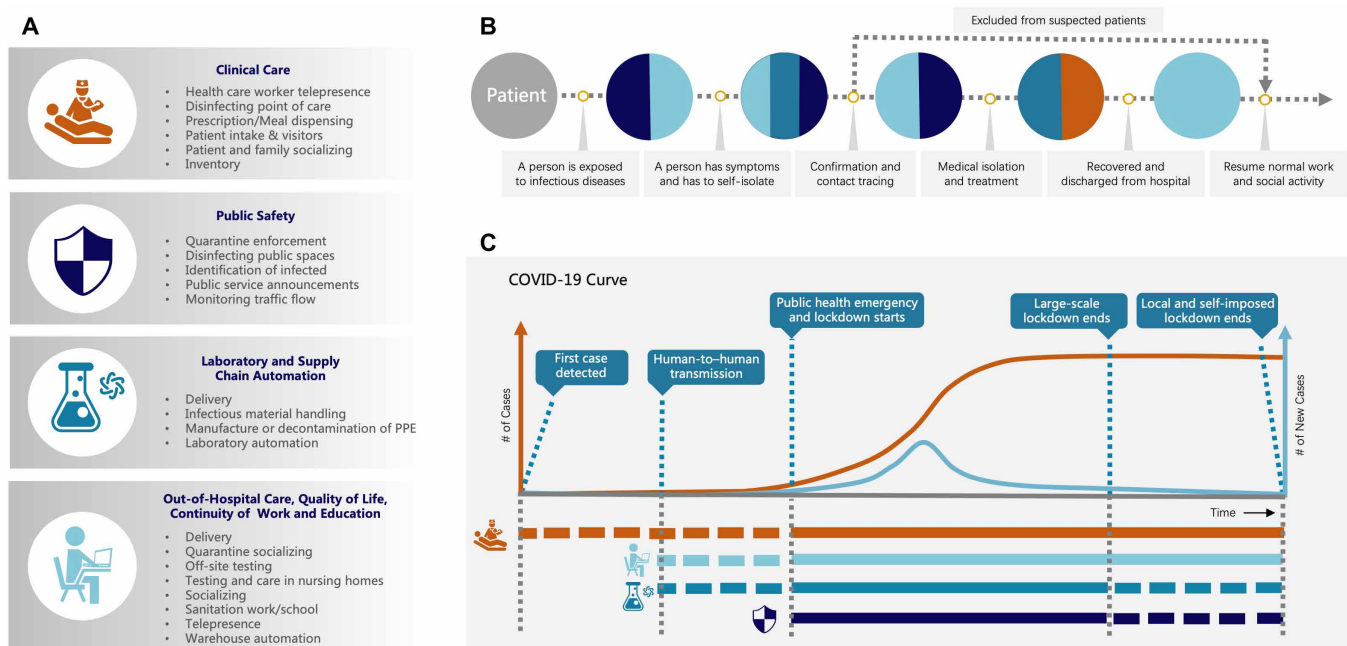 A
Clinical Care
• Health care worker telepresence
• Disinfecting point of care
• Prescription/Meal dispensing
• Patient intake & visitors
• Patient and family socializing
• Inventory
Public Safety
• Quarantine enforcement
• Disinfecting public spaces
• Identification of infected
• Public service announcements
• Monitoring traffic flow
Laboratory and Supply
Chain Automation
• Delivery
• Infectious material handling
• Manufacture or decontamination of PPE
• Laboratory automation
Out-of-Hospital Care, Quality of Life,
Continuity of Work and Education
• Delivery
• Quarantine socializing
• Off-site testing
• Testing and care in nursing homes
• Socializing
• Sanitation work/school
• Telepresence
• Warehouse automation
B
Excluded from suspected patients
Patient
A person is exposed
to infectious diseases
A person has symptoms
and has to self-isolate
Confirmation and
contact tracing
Medical isolation
and treatment
Recovered and
discharged from hospital
Resume normal work
and social activity
C
COVID-19 Curve
First case
detected
Human-to–human
transmission
Public health emergency
and lockdown starts
Large-scale
lockdown ends
Local and self-imposed
lockdown ends
# of Cases
# of New Cases
Time